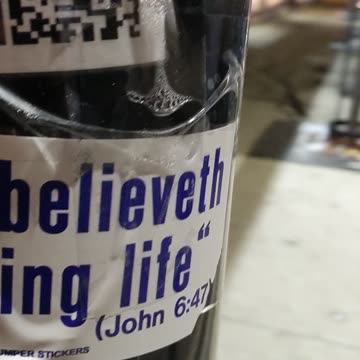 believeth
ing life“
(John 6:47)
UMPER STICKERS